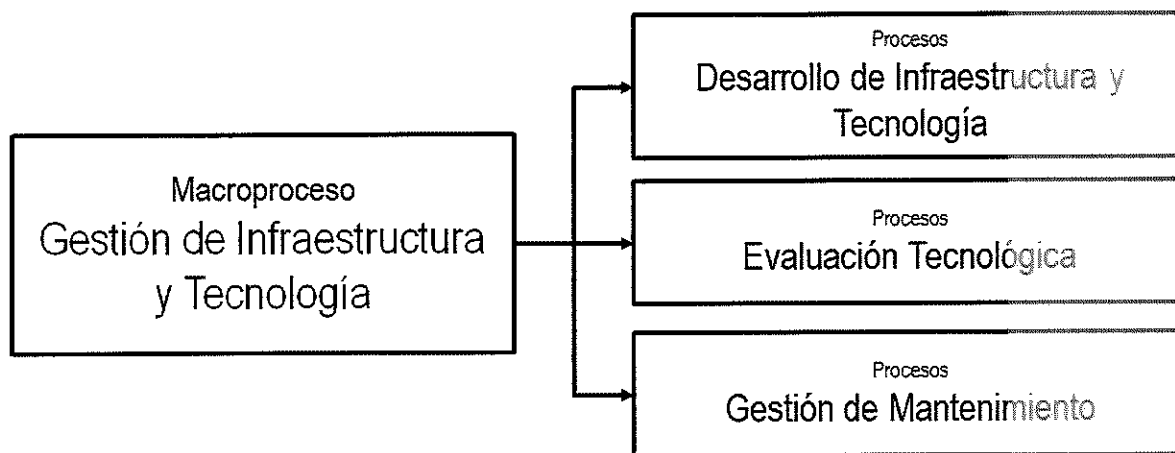 Procesos
Desarrollo de Infraestructura y
Tecnología
Macroproceso
Gestión de Infraestructura
y Tecnología
Procesos
Evaluación Tecnológica
Procesos
Gestión de Mantenimiento